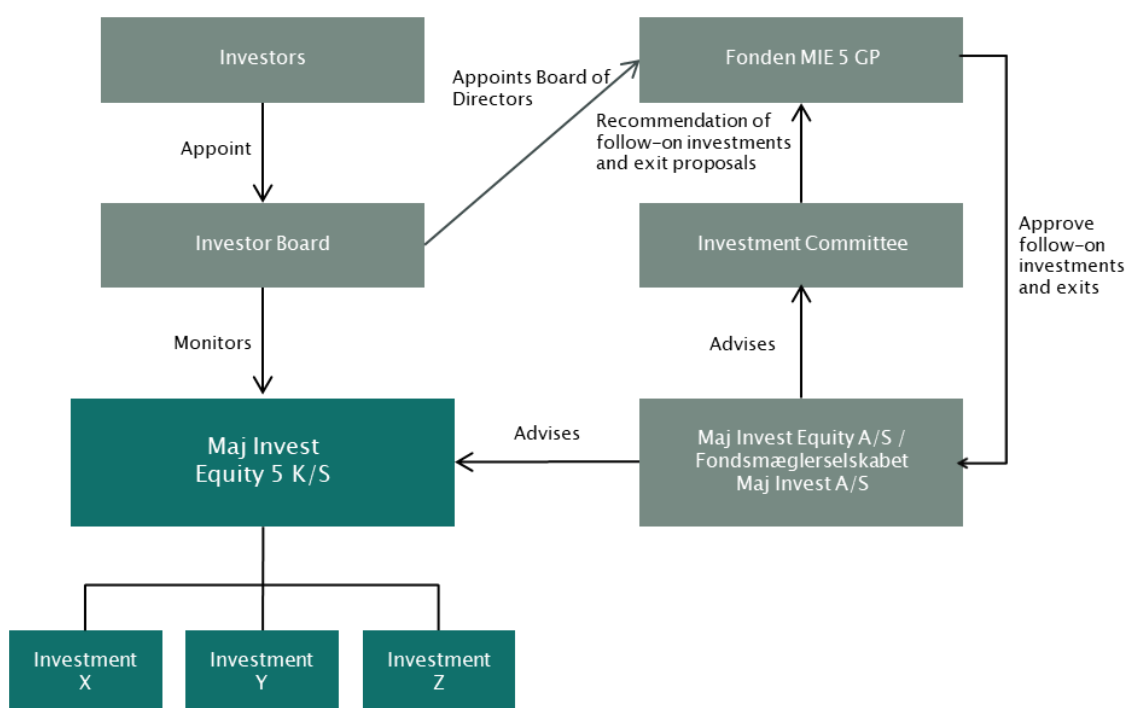 Investors
Fonden MIE 5 GP
Appoints Board of
Directors
Appoint
Recommendation of
follow-on investments
and exit proposals
Investor Board
Investment Committee
Approve
follow-on
investments
and exits
Monitors
Advises
Maj Invest
Equity 5 K/S
Advises
Maj Invest Equity A/S /
Fondsmæglerselskabet
Maj Invest A/S
Investment
X
Investment
Y
Investment
Z